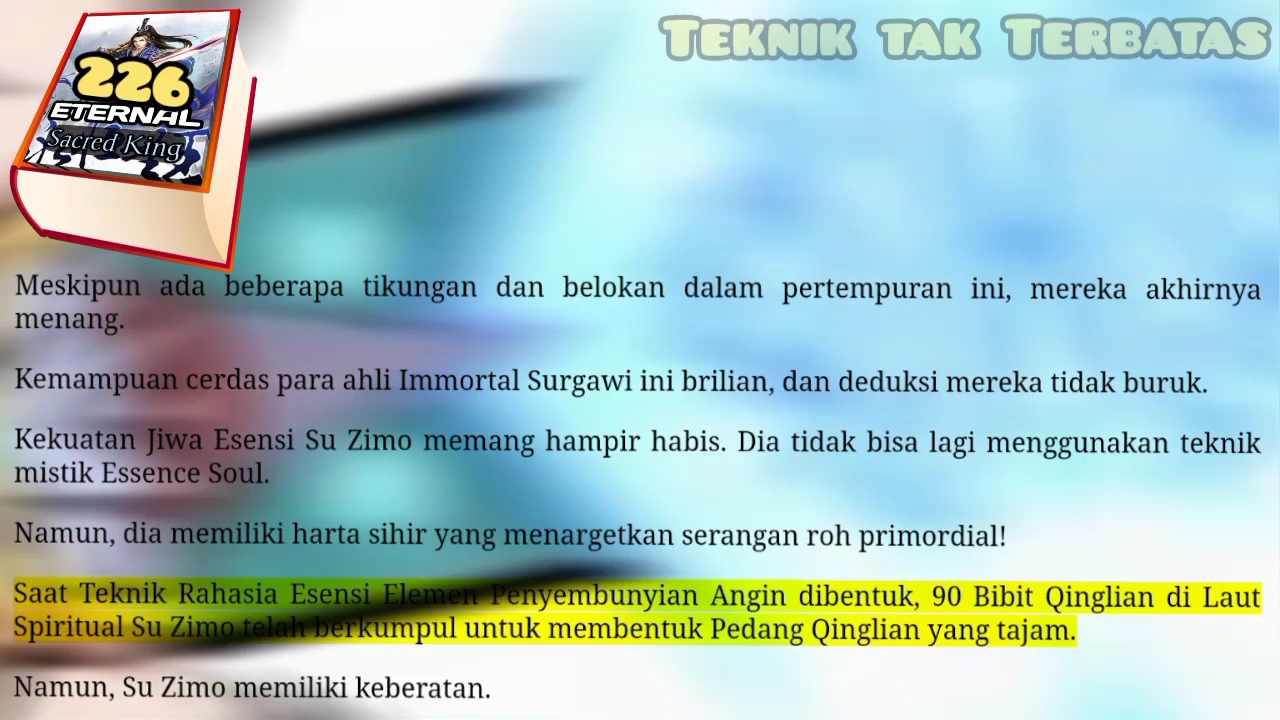 TEKNIK TAK TERBATAS
226
ETERNAL
Sacred King
Meskipun ada beberapa tikungan dan belokan dalam pertempuran ini, mereka akhirnya
menang.
Kemampuan cerdas para ahli Immortal Surgawi ini brilian, dan deduksi mereka tidak buruk.
Kekuatan Jiwa Esensi Su Zimo memang hampir habis. Dia tidak bisa lagi menggunakan teknik
mistik Essence Soul.
Namun, dia memiliki harta sihir yang menargetkan serangan roh primordial!
Saat Teknik Rahasia Esensi Elemen Penyembunyian Angin dibentuk, 90 Bibit Qinglian di Laut
Spiritual Su Zimo telah berkumpul untuk membentuk Pedang Qinglian yang tajam.
Namun, Su Zimo memiliki keberatan.